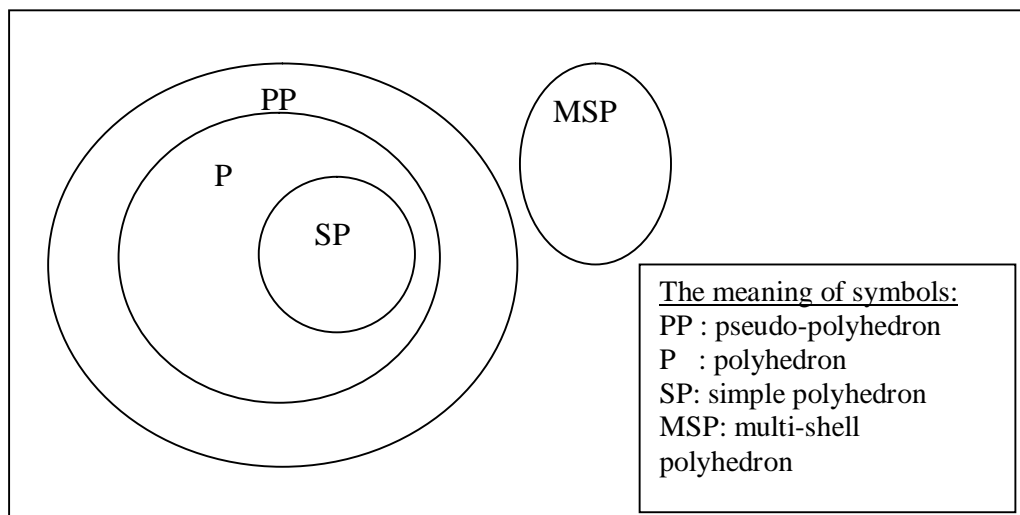 PP
MSP
P
SP
The meaning of symbols:
PP : pseudo-polyhedron
P : polyhedron
SP: simple polyhedron
MSP: multi-shell
polyhedron